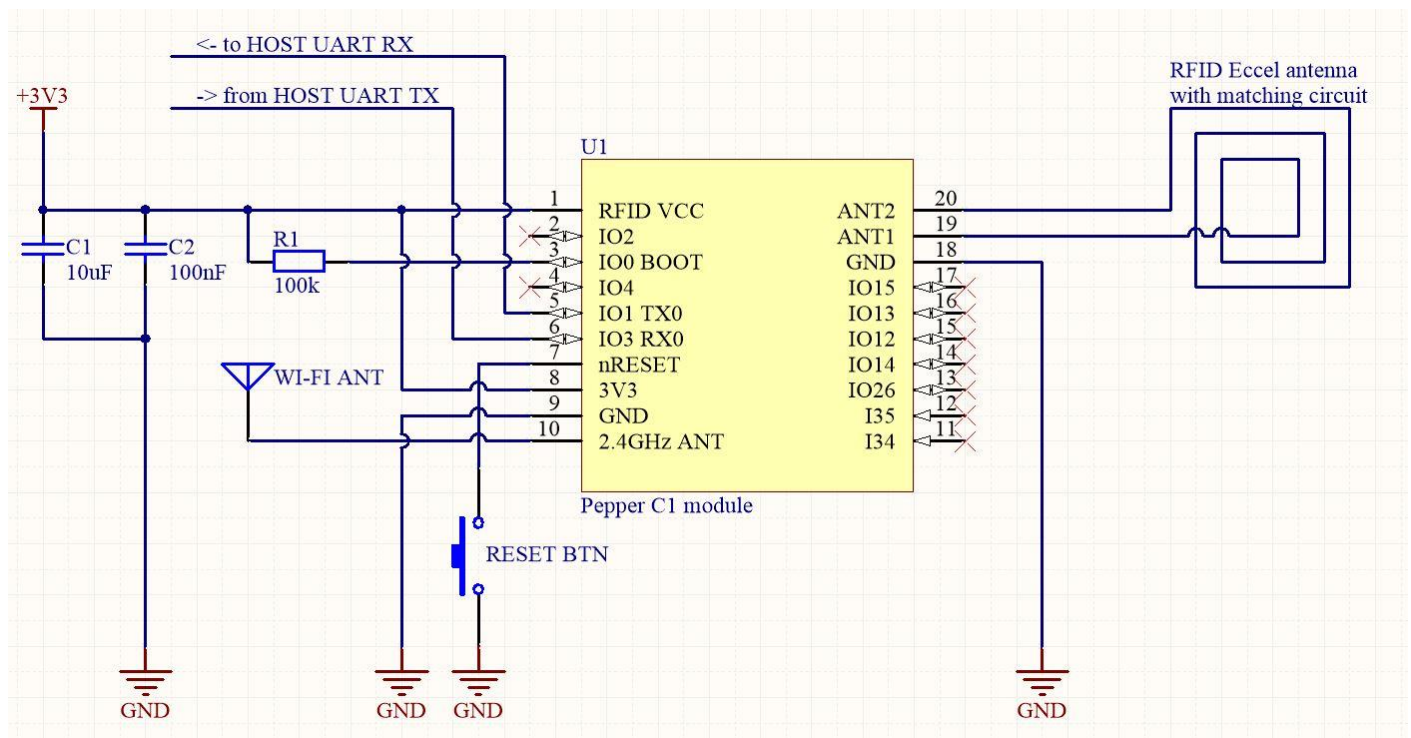 <- to HOST UART RX
-> from HOST UART TX
+3V3
RFID Eccel antenna
with matching circuit
U1
1 RFID VCC ANT2 20
2 IO2 ANT1 19
3 IO0 BOOT GND 18
4 IO4 IO15 17
5 IO1 TX0 IO13 16
6 IO3 RX0 IO12 15
7 nRESET IO14 14
8 3V3 IO26 13
9 GND I35 12
10 2.4GHz ANT I34 11
Pepper C1 module
C1
10uF
C2
100nF
R1
100k
WI-FI ANT
RESET BTN
GND
GND
GND
GND